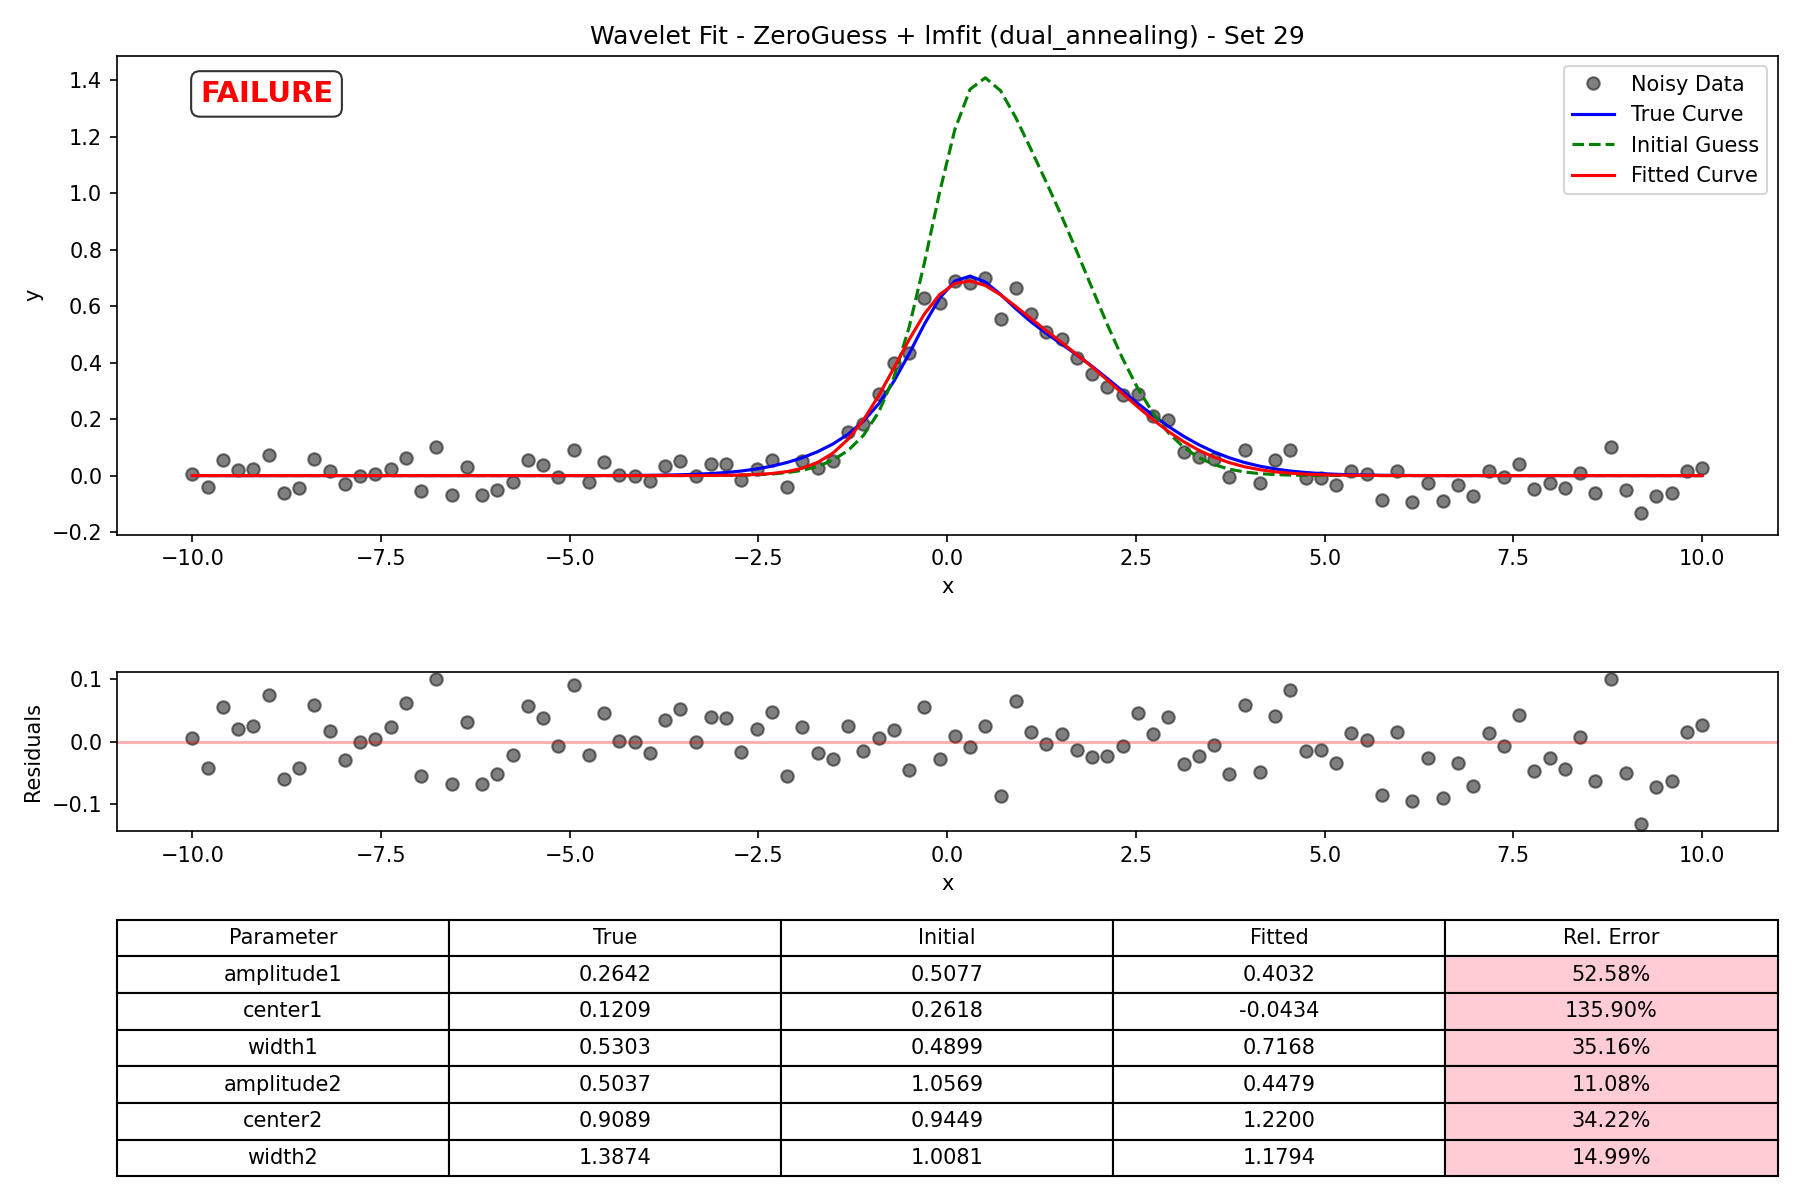 Wavelet Fit - ZeroGuess + lmfit (dual_annealing) - Set 29
FAILURE
Noisy Data
True Curve
Initial Guess
Fitted Curve
y
1.4
1.2
1.0
0.8
0.6
0.4
0.2
0.0
−0.2
−10.0 −7.5 −5.0 −2.5 0.0 2.5 5.0 7.5 10.0
x
Residuals
0.1
0.0
−0.1
−10.0 −7.5 −5.0 −2.5 0.0 2.5 5.0 7.5 10.0
x
Parameter True Initial Fitted Rel. Error
amplitude1 0.2642 0.5077 0.4032 52.58%
center1 0.1209 0.2618 -0.0434 135.90%
width1 0.5303 0.4899 0.7168 35.16%
amplitude2 0.5037 1.0569 0.4479 11.08%
center2 0.9089 0.9449 1.2200 34.22%
width2 1.3874 1.0081 1.1794 14.99%